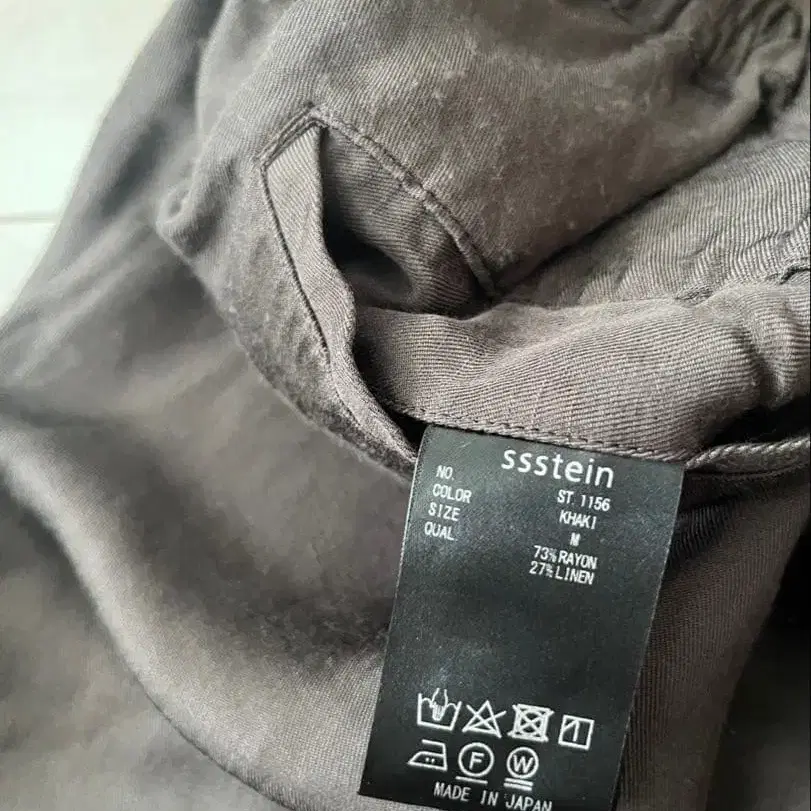 ssstein
NO ST.1156
COLOR KHAKI
SIZE M
QUAL 73%RAYON
27%LINEN
F W
MADE IN JAPAN